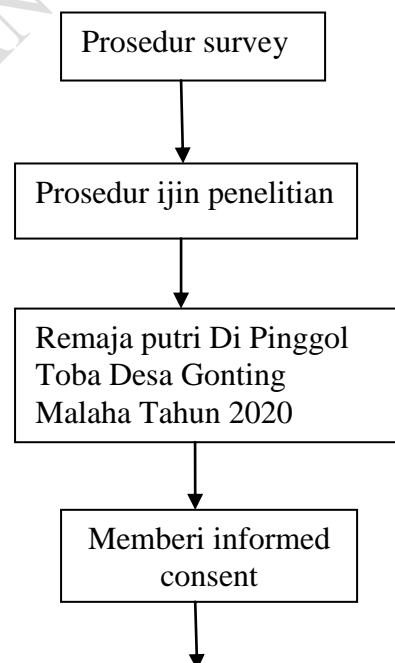 Prosedur survey
Prosedur ijin penelitian
Remaja putri Di Pinggol
Toba Desa Gonting
Malaha Tahun 2020
Memberi informed
consent